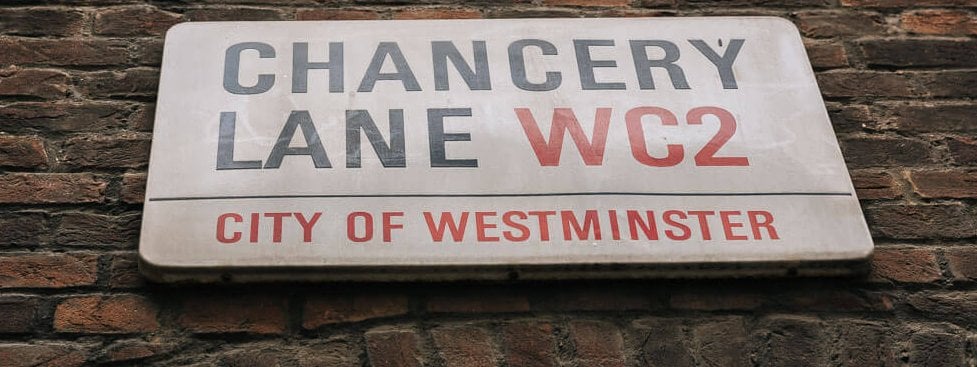 CHANCERY
LANE WC2
CITY OF WESTMINSTER